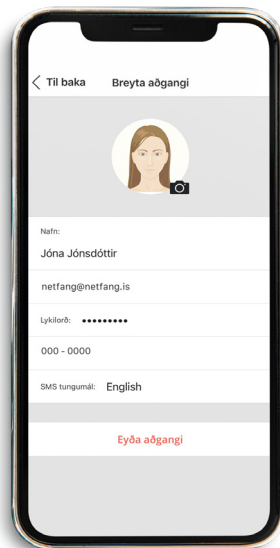 Til baka Breyta aðgangi
Nafn:
Jóna Jónsdóttir
netfang@netfang.is
Lykilorð: •••••••••
000 - 0000
SMS tungumál: English
Eyða aðgangi